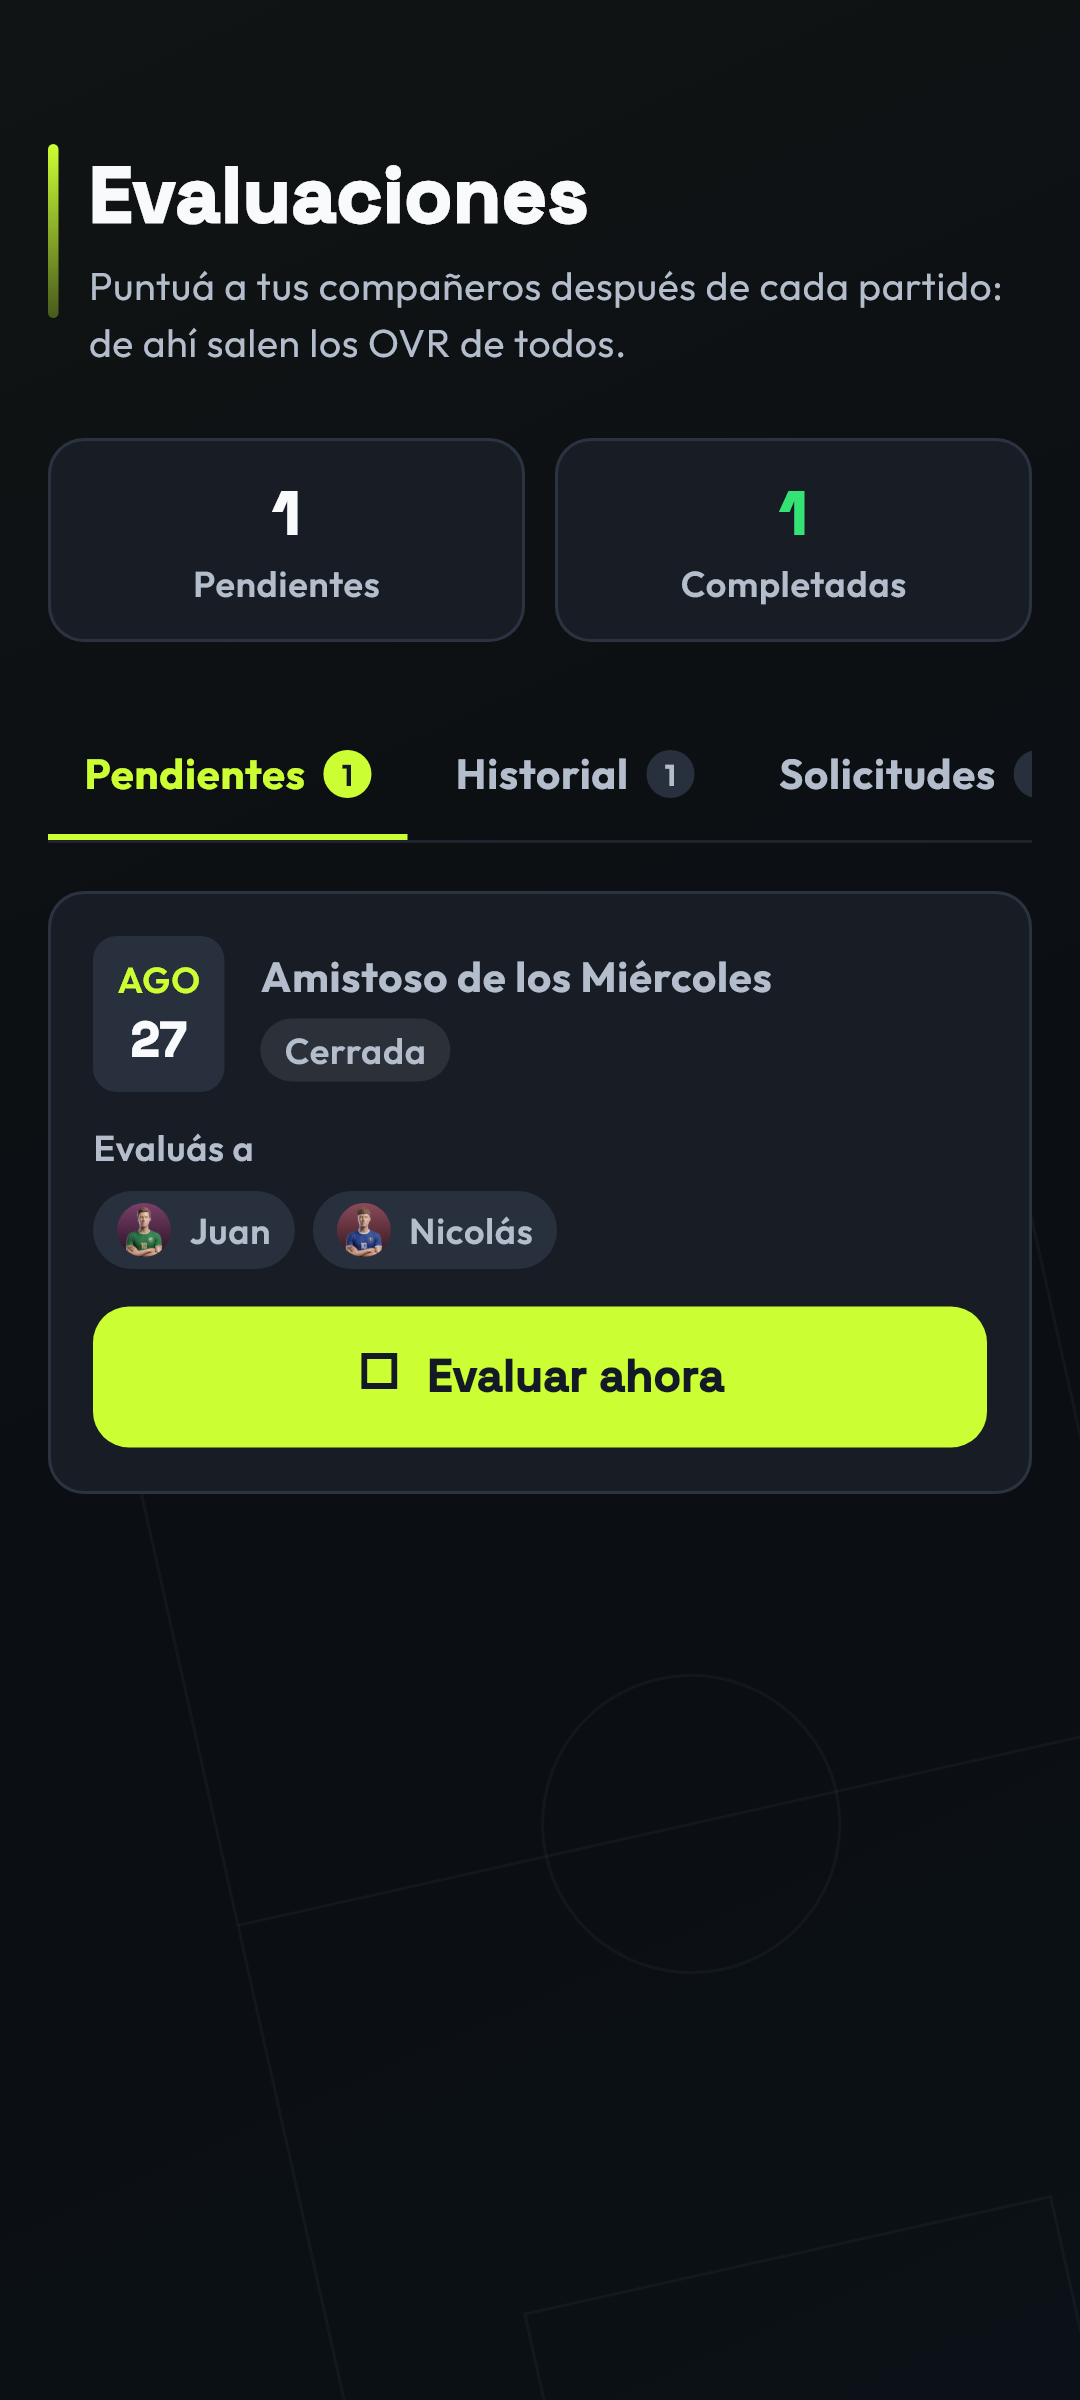 Evaluaciones
Puntuá a tus compañeros después de cada partido:
de ahí salen los OVR de todos.
1
Pendientes
1
Completadas
Pendientes 1
Historial 1
Solicitudes
AGO
27
Amistoso de los Miércoles
Cerrada
Evaluás a
Juan
Nicolás
Evaluar ahora